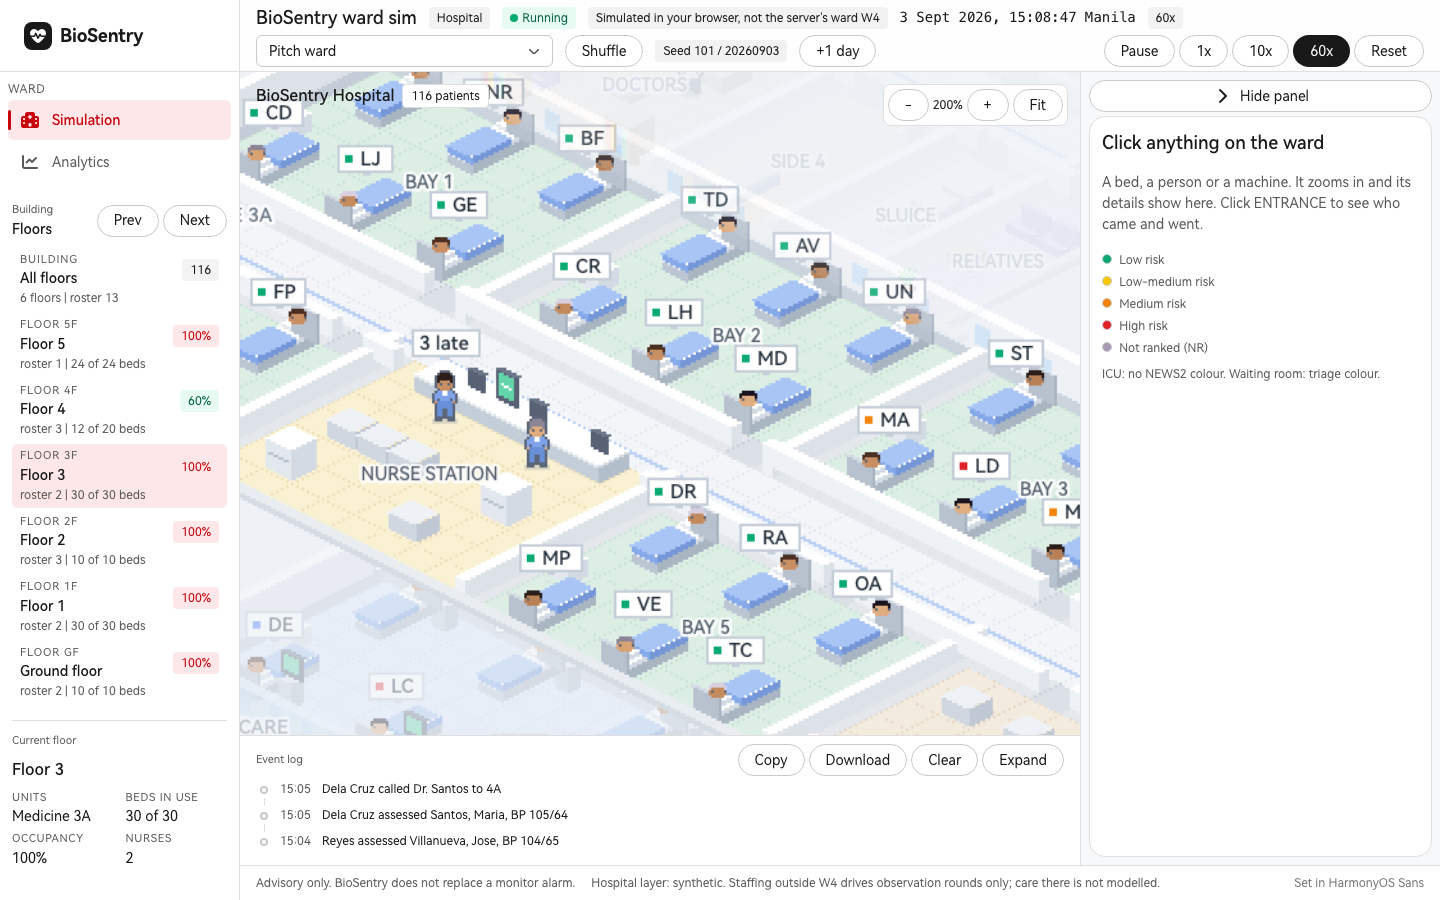 BioSentry
WARD
Simulation
Analytics
Building
Floors
Prev
Next
BUILDING
All floors
6 floors | roster 13
116
FLOOR 5F
Floor 5
roster 1 | 24 of 24 beds
100%
FLOOR 4F
Floor 4
roster 3 | 12 of 20 beds
60%
FLOOR 3F
Floor 3
roster 2 | 30 of 30 beds
100%
FLOOR 2F
Floor 2
roster 3 | 10 of 10 beds
100%
FLOOR 1F
Floor 1
roster 2 | 30 of 30 beds
100%
FLOOR GF
Ground floor
roster 2 | 10 of 10 beds
100%
Current floor
Floor 3
UNITS
Medicine 3A
BEDS IN USE
30 of 30
OCCUPANCY
100%
NURSES
2
BioSentry ward sim
Hospital
Running
Simulated in your browser, not the server's ward W4
3 Sept 2026, 15:08:47 Manila
60x
Pitch ward
Shuffle
Seed 101 / 20260903
+1 day
Pause
1x
10x
60x
Reset
BioSentry Hospital
116 patients
- 200% + Fit
NR
DOCTORS
CD
BF
LJ
SIDE 4
BAY 1
GE
TD
3A
SLUICE
AV
RELATIVES
CR
FP
UN
LH
BAY 2
3 late
MD
ST
MA
NURSE STATION
LD
BAY 3
DR
M
RA
MP
OA
VE
DE
BAY 5
TC
LC
CARE
Event log
Copy
Download
Clear
Expand
15:05 Dela Cruz called Dr. Santos to 4A
15:05 Dela Cruz assessed Santos, Maria, BP 105/64
15:04 Reyes assessed Villanueva, Jose, BP 104/65
Hide panel
Click anything on the ward
A bed, a person or a machine. It zooms in and its
details show here. Click ENTRANCE to see who
came and went.
Low risk
Low-medium risk
Medium risk
High risk
Not ranked (NR)
ICU: no NEWS2 colour. Waiting room: triage colour.
Advisory only. BioSentry does not replace a monitor alarm.
Hospital layer: synthetic. Staffing outside W4 drives observation rounds only; care there is not modelled.
Set in HarmonyOS Sans